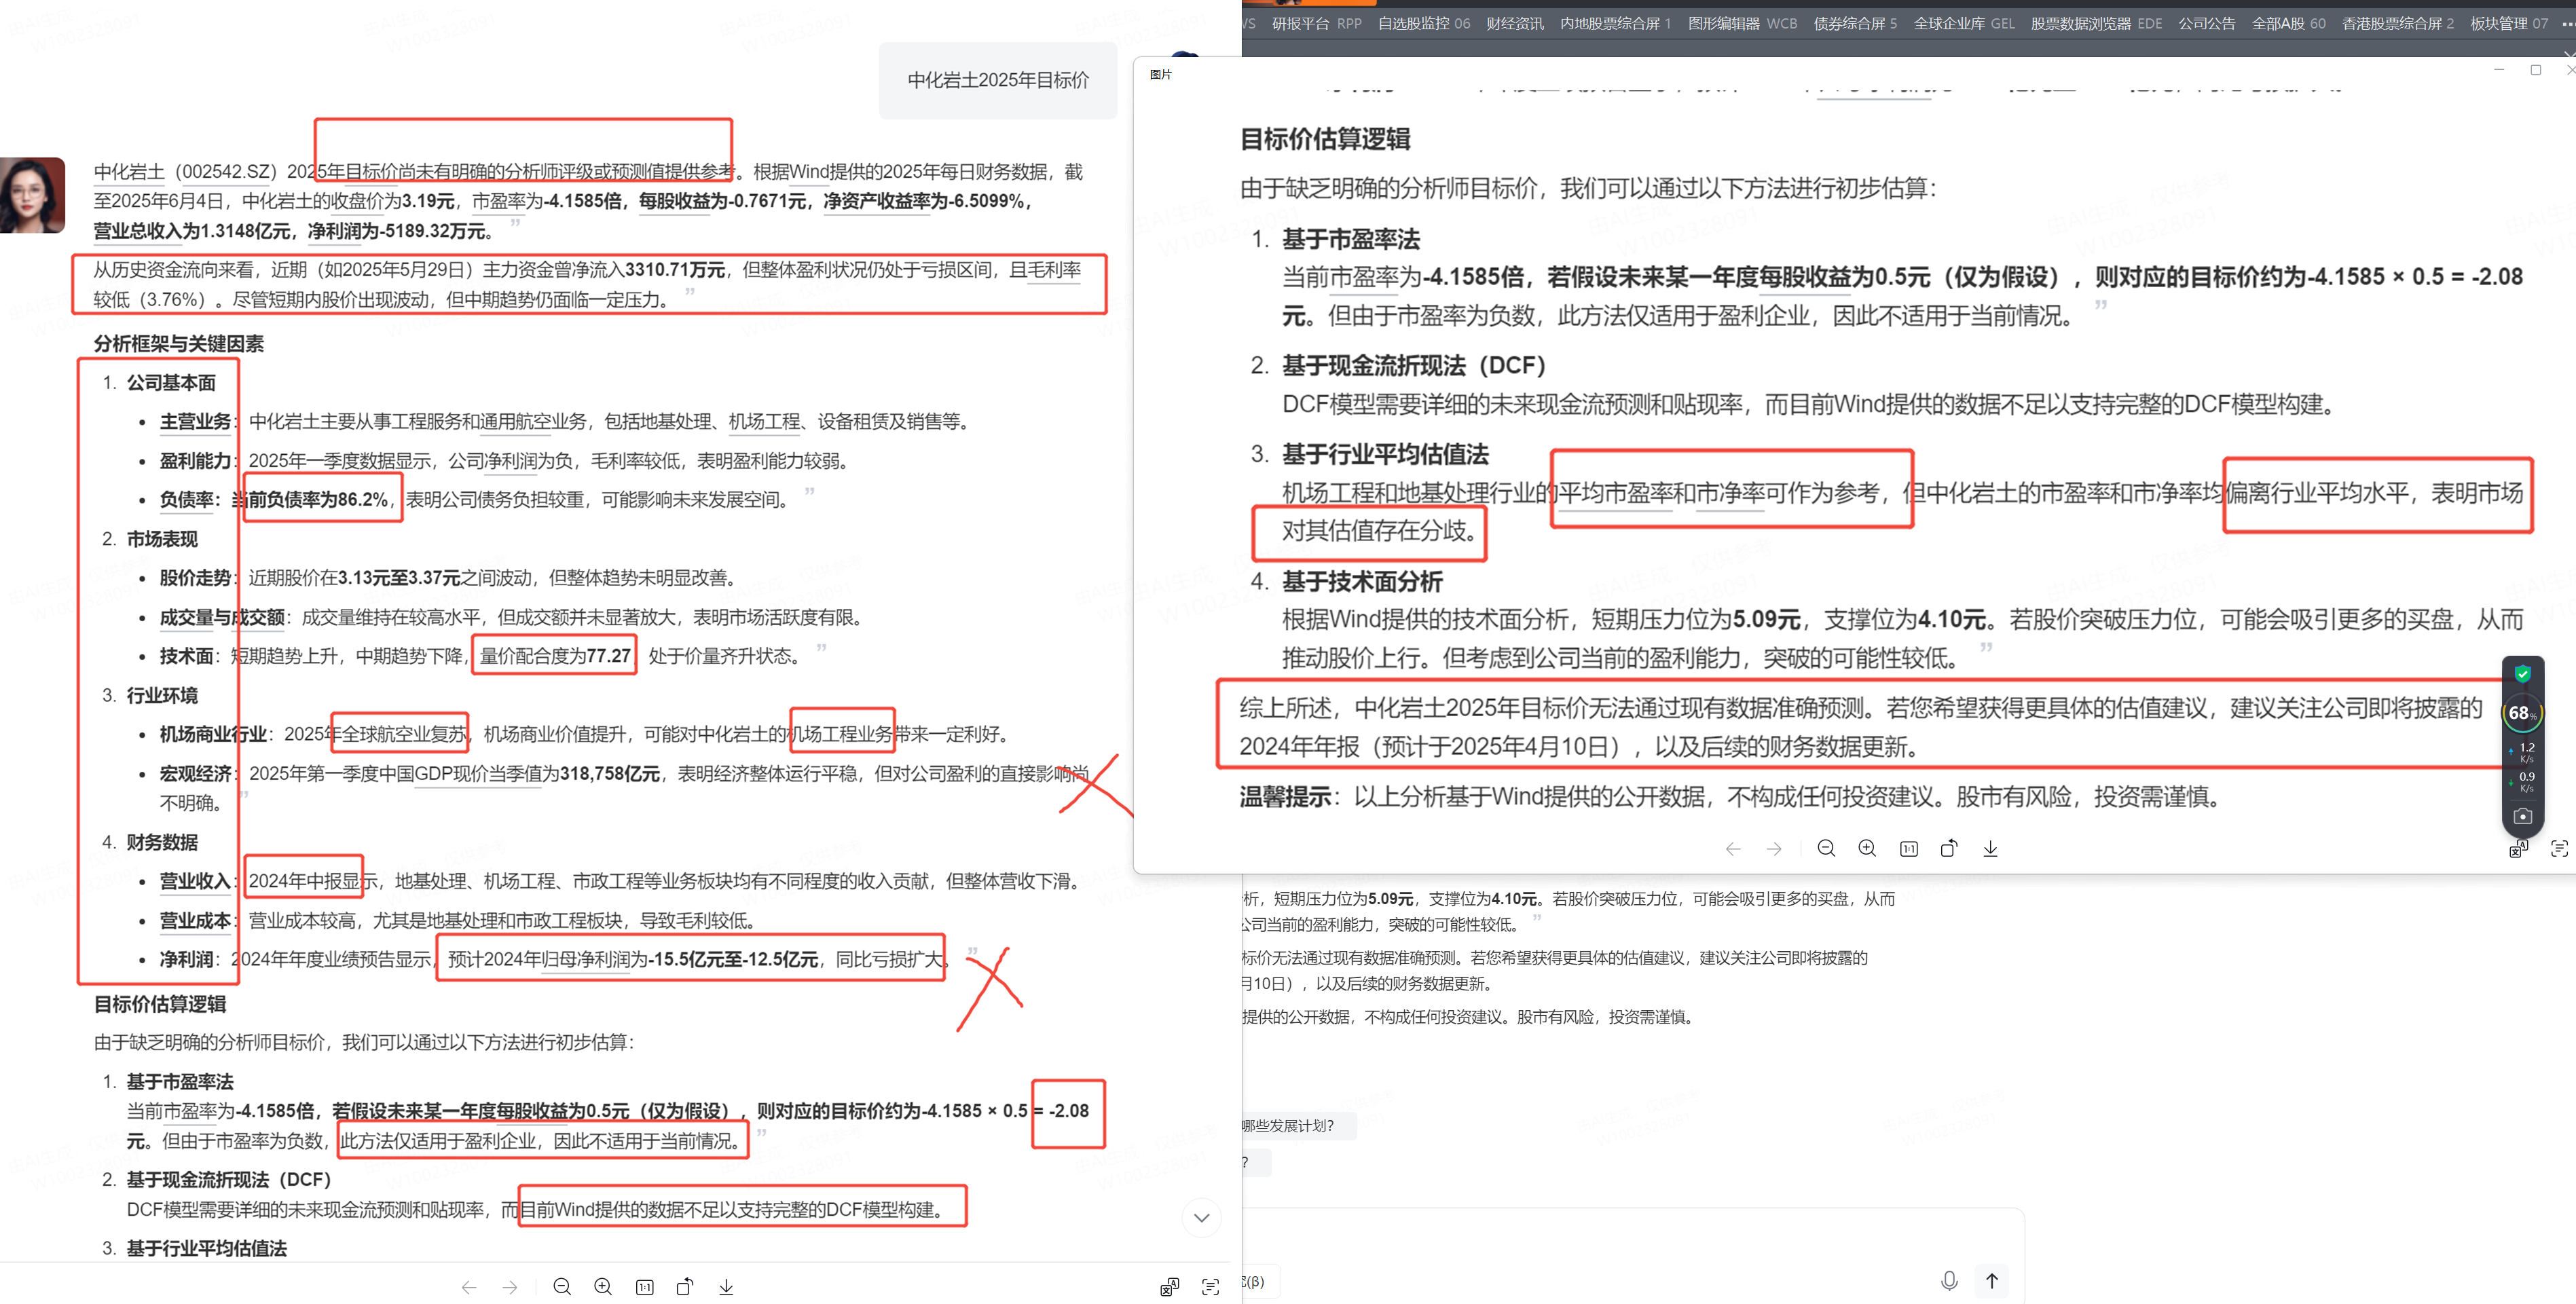 中化岩土2025年目标价
中化岩土（002542.SZ）2025年目标价尚未有明确的分析师评级或预测值提供参考。根据Wind提供的2025年每日财务数据，截
至2025年6月4日，中化岩土的收盘价为3.19元，市盈率为-4.1585倍，每股收益为-0.7671元，净资产收益率为-6.5099%，
营业总收入为1.3148亿元，净利润为-5189.32万元。
从历史资金流向来看，近期（如2025年5月29日）主力资金曾净流入3310.71万元，但整体盈利状况仍处于亏损区间，且毛利率
较低（3.76%）。尽管短期内股价出现波动，但中期趋势仍面临一定压力。
分析框架与关键因素
1. 公司基本面
• 主营业务：中化岩土主要从事工程服务和通用航空业务，包括地基处理、机场工程、设备租赁及销售等。
• 盈利能力：2025年一季度数据显示，公司净利润为负，毛利率较低，表明盈利能力较弱。
• 负债率：当前负债率为86.2%，表明公司债务负担较重，可能影响未来发展空间。
2. 市场表现
• 股价走势：近期股价在3.13元至3.37元之间波动，但整体趋势未明显改善。
• 成交量与成交额：成交量维持在较高水平，但成交额并未显著放大，表明市场活跃度有限。
• 技术面：短期趋势上升，中期趋势下降，量价配合度为77.27，处于价量齐升状态。
3. 行业环境
• 机场商业行业：2025年全球航空业复苏，机场商业价值提升，可能对中化岩土的机场工程业务带来一定利好。
• 宏观经济：2025年第一季度中国GDP现价当季值为318,758亿元，表明经济整体运行平稳，但对公司盈利的直接影响尚
不明确。
4. 财务数据
• 营业收入：2024年中报显示，地基处理、机场工程、市政工程等业务板块均有不同程度的收入贡献，但整体营收下滑。
• 营业成本：营业成本较高，尤其是地基处理和市政工程板块，导致毛利较低。
• 净利润：2024年年度业绩预告显示，预计2024年归母净利润为-15.5亿元至-12.5亿元，同比亏损扩大。
目标价估算逻辑
由于缺乏明确的分析师目标价，我们可以通过以下方法进行初步估算：
1. 基于市盈率法
当前市盈率为-4.1585倍，若假设未来某一年度每股收益为0.5元（仅为假设），则对应的目标价约为-4.1585 × 0.5 = -2.08
元。但由于市盈率为负数，此方法仅适用于盈利企业，因此不适用于当前情况。
2. 基于现金流折现法（DCF）
DCF模型需要详细的未来现金流预测和贴现率，而目前Wind提供的数据不足以支持完整的DCF模型构建。
3. 基于行业平均估值法
研报平台 RPP 自选股监控 06 财经资讯 内地股票综合屏 1 图形编辑器 WCB 债券综合屏 5 全球企业库 GEL 股票数据浏览器 EDE 公司公告 全部A股 60 香港股票综合屏 2 板块管理 07
图片
目标价估算逻辑
由于缺乏明确的分析师目标价，我们可以通过以下方法进行初步估算：
1. 基于市盈率法
当前市盈率为-4.1585倍，若假设未来某一年度每股收益为0.5元（仅为假设），则对应的目标价约为-4.1585 × 0.5 = -2.08
元。但由于市盈率为负数，此方法仅适用于盈利企业，因此不适用于当前情况。
2. 基于现金流折现法（DCF）
DCF模型需要详细的未来现金流预测和贴现率，而目前Wind提供的数据不足以支持完整的DCF模型构建。
3. 基于行业平均估值法
机场工程和地基处理行业的平均市盈率和市净率可作为参考，但中化岩土的市盈率和市净率均偏离行业平均水平，表明市场
对其估值存在分歧。
4. 基于技术面分析
根据Wind提供的技术面分析，短期压力位为5.09元，支撑位为4.10元。若股价突破压力位，可能会吸引更多的买盘，从而
推动股价上行。但考虑到公司当前的盈利能力，突破的可能性较低。
综上所述，中化岩土2025年目标价无法通过现有数据准确预测。若您希望获得更具体的估值建议，建议关注公司即将披露的
2024年年报（预计于2025年4月10日），以及后续的财务数据更新。
温馨提示：以上分析基于Wind提供的公开数据，不构成任何投资建议。股市有风险，投资需谨慎。
68%
1.2
K/s
0.9
K/s
析，短期压力位为5.09元，支撑位为4.10元。若股价突破压力位，可能会吸引更多的买盘，从而
公司当前的盈利能力，突破的可能性较低。
标价无法通过现有数据准确预测。若您希望获得更具体的估值建议，建议关注公司即将披露的
月10日），以及后续的财务数据更新。
提供的公开数据，不构成任何投资建议。股市有风险，投资需谨慎。
哪些发展计划？
？
(β)